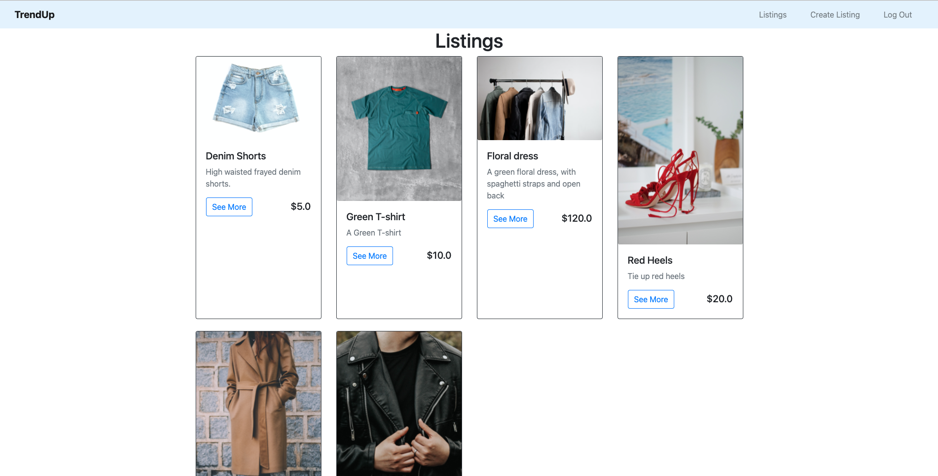 TrendUp
Listings
Create Listing
Log Out
Listings
Denim Shorts
High waisted frayed denim
shorts.
See More
$5.0
Green T-shirt
A Green T-shirt
See More
$10.0
Floral dress
A green floral dress, with
spaghetti straps and open
back
See More
$120.0
Red Heels
Tie up red heels
See More
$20.0